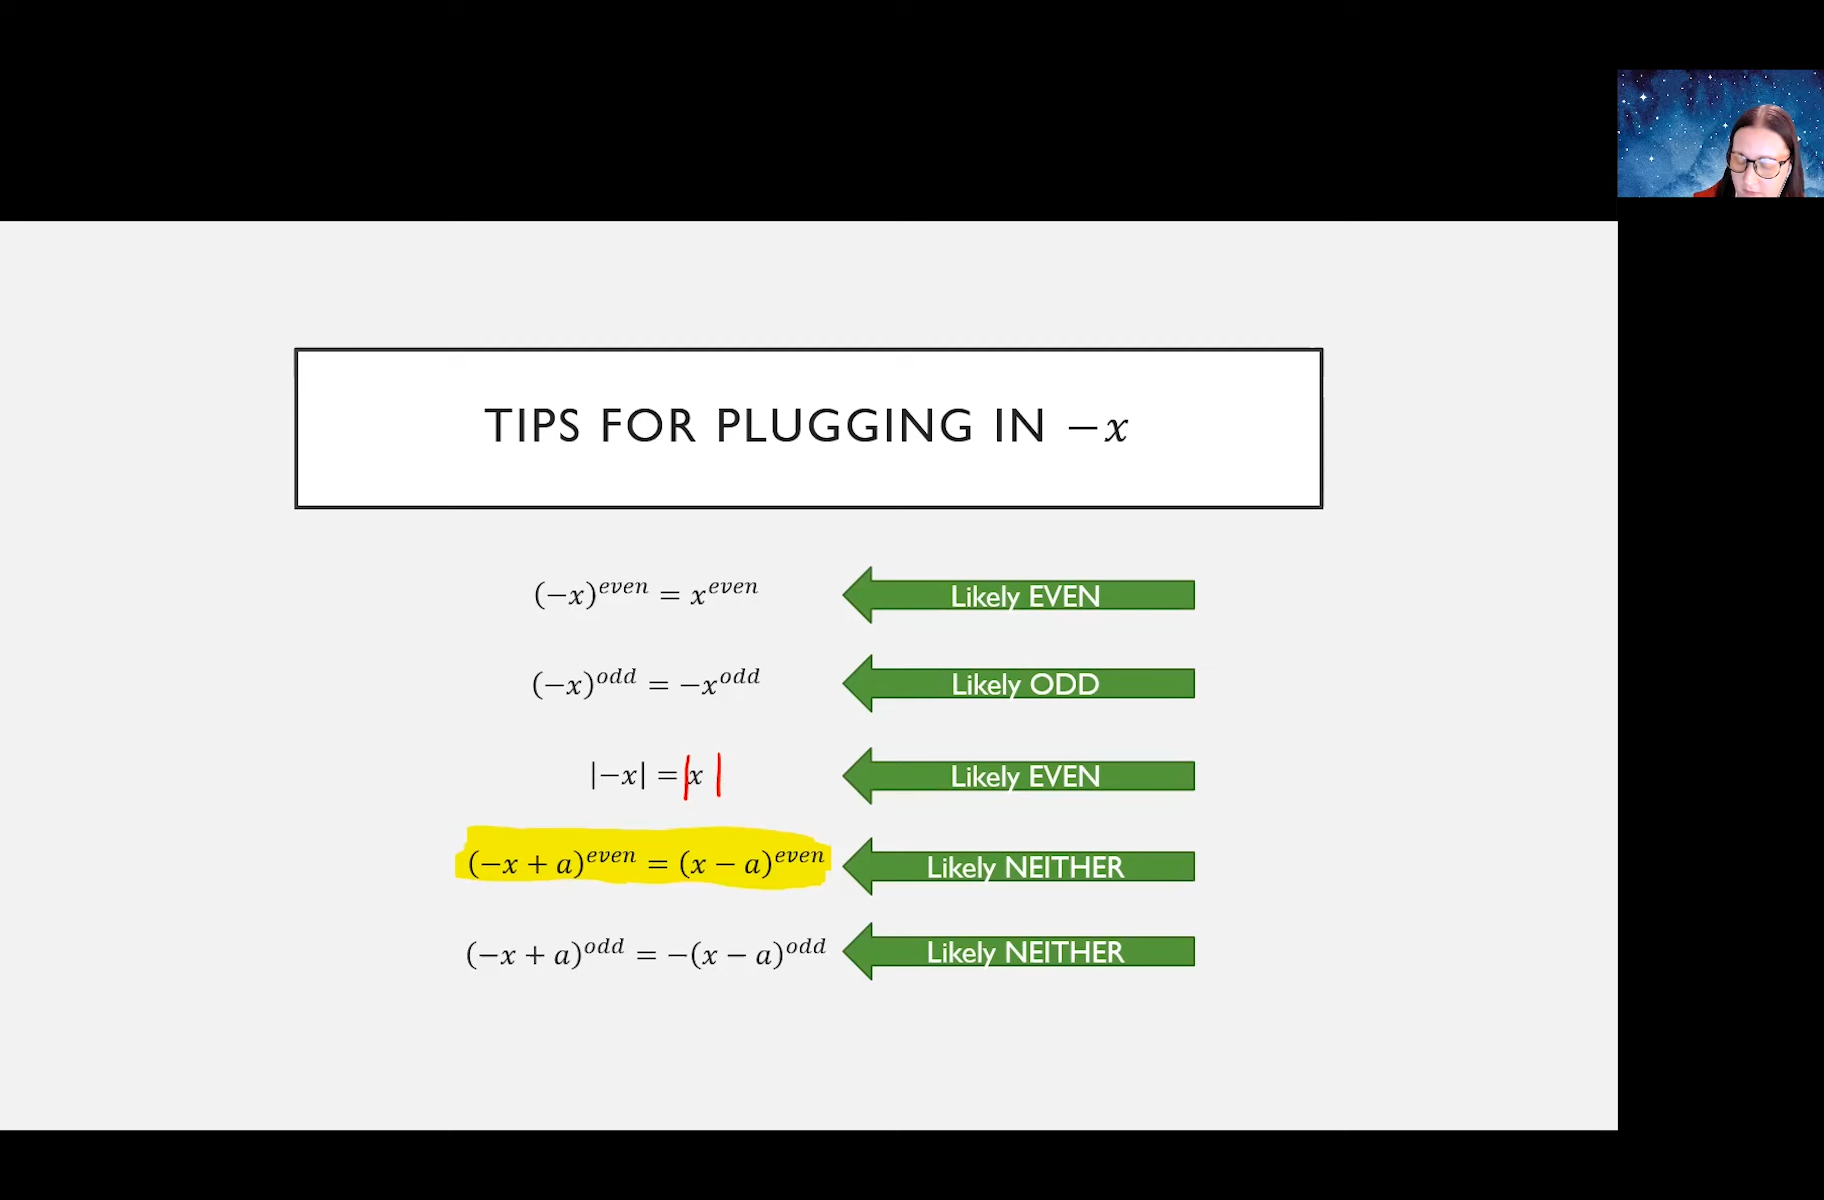 TIPS FOR PLUGGING IN −x
(−x)^even = x^even
Likely EVEN
(−x)^odd = −x^odd
Likely ODD
|−x| = |x|
Likely EVEN
(−x + a)^even = (x − a)^even
Likely NEITHER
(−x + a)^odd = −(x − a)^odd
Likely NEITHER